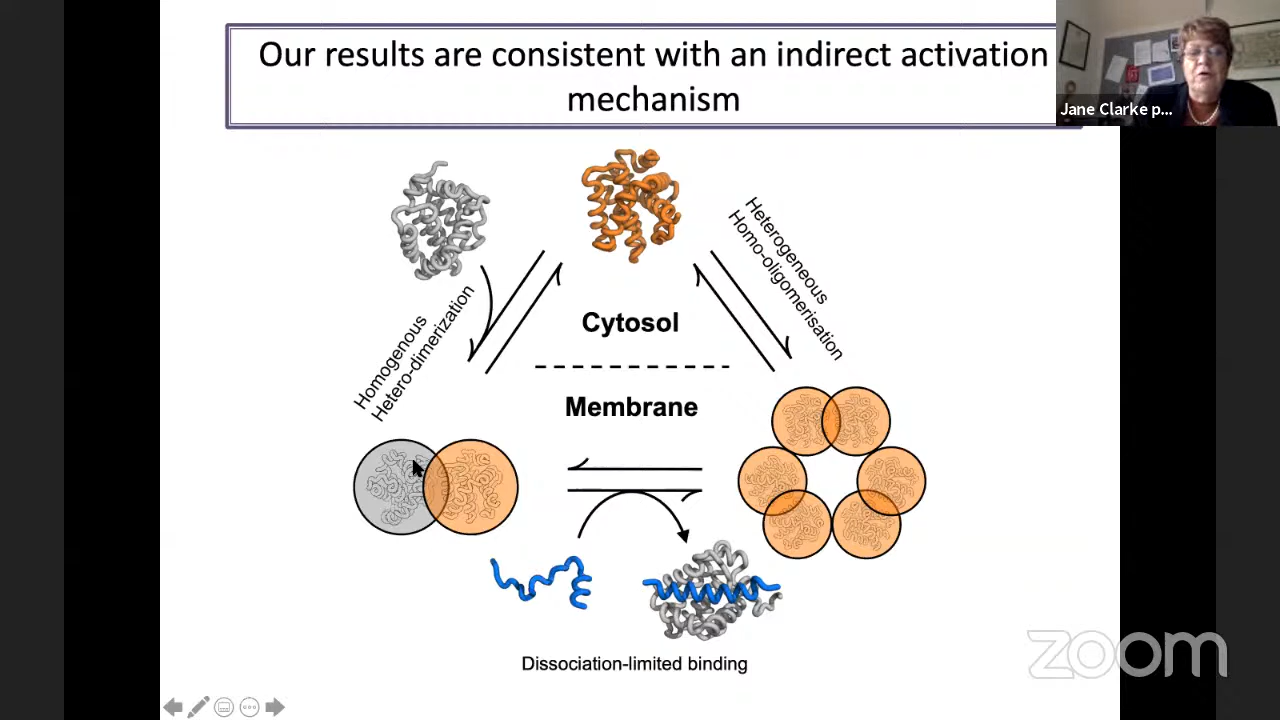 Our results are consistent with an indirect activation
mechanism
Jane Clarke p...
Heterogeneous
Homo-oligomerisation
Homogenous
Hetero-dimerization
Cytosol
Membrane
Dissociation-limited binding
zoom